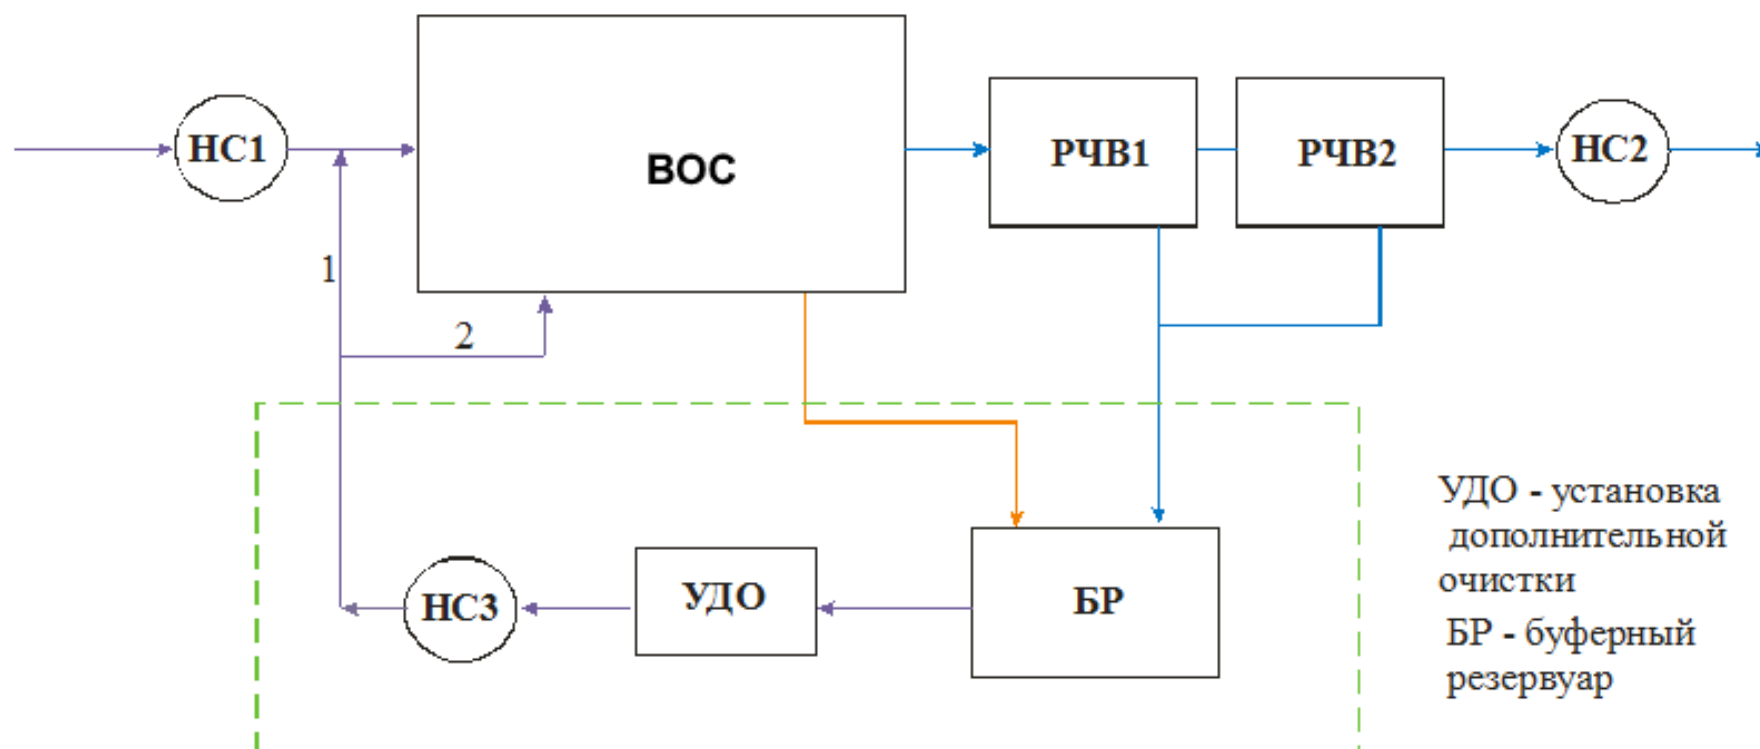 НС1
ВОС
РЧВ1
РЧВ2
НС2
1
2
НС3
УДО
БР
УДО - установка
дополнительной
очистки
БР - буферный
резервуар